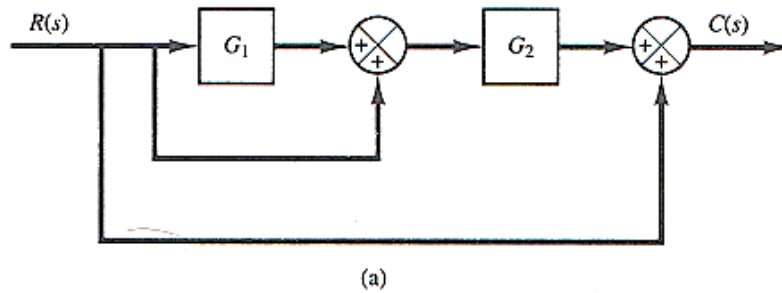 R(s)
G₁
+
+
G₂
+
+
C(s)
(a)